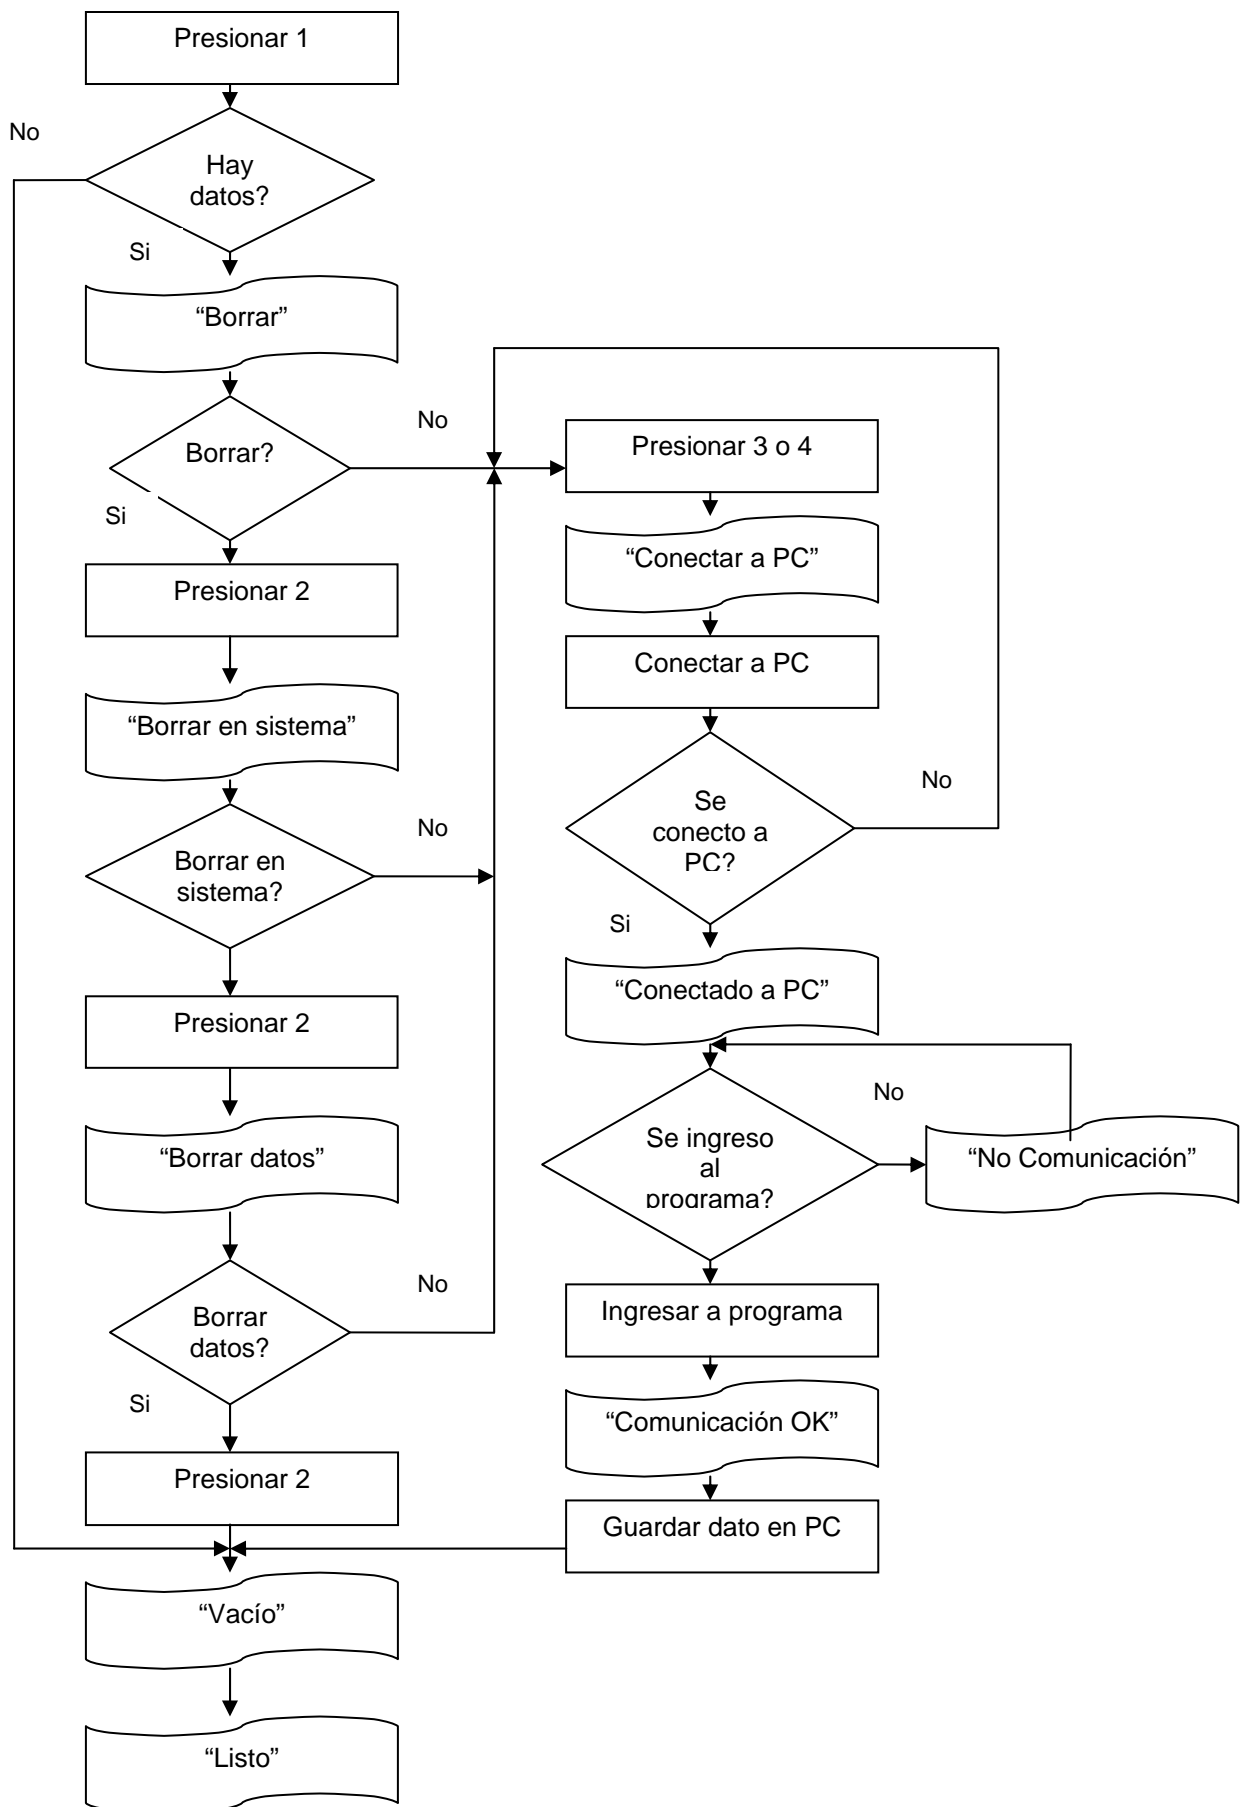 Presionar 1
No
Hay
datos?
Si
“Borrar”
Borrar?
No
Si
Presionar 2
“Borrar en sistema”
Borrar en
sistema?
No
Presionar 2
“Borrar datos”
Borrar
datos?
No
Si
Presionar 2
“Vacío”
“Listo”
Presionar 3 o 4
“Conectar a PC”
Conectar a PC
Se
conecto a
PC?
No
Si
“Conectado a PC”
Se ingreso
al
programa?
No
“No Comunicación”
Ingresar a programa
“Comunicación OK”
Guardar dato en PC